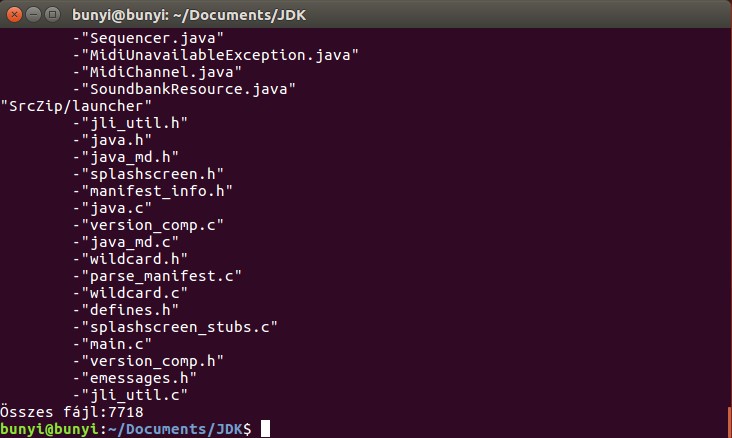 bunyi@bunyi: ~/Documents/JDK
-"Sequencer.java"
-"MidiUnavailableException.java"
-"MidiChannel.java"
-"SoundbankResource.java"
"SrcZip/launcher"
-"jli_util.h"
-"java.h"
-"java_md.h"
-"splashscreen.h"
-"manifest_info.h"
-"java.c"
-"version_comp.c"
-"java_md.c"
-"wildcard.h"
-"parse_manifest.c"
-"wildcard.c"
-"defines.h"
-"splashscreen_stubs.c"
-"main.c"
-"version_comp.h"
-"emessages.h"
-"jli_util.c"
Összes fájl:7718
bunyi@bunyi:~/Documents/JDK$